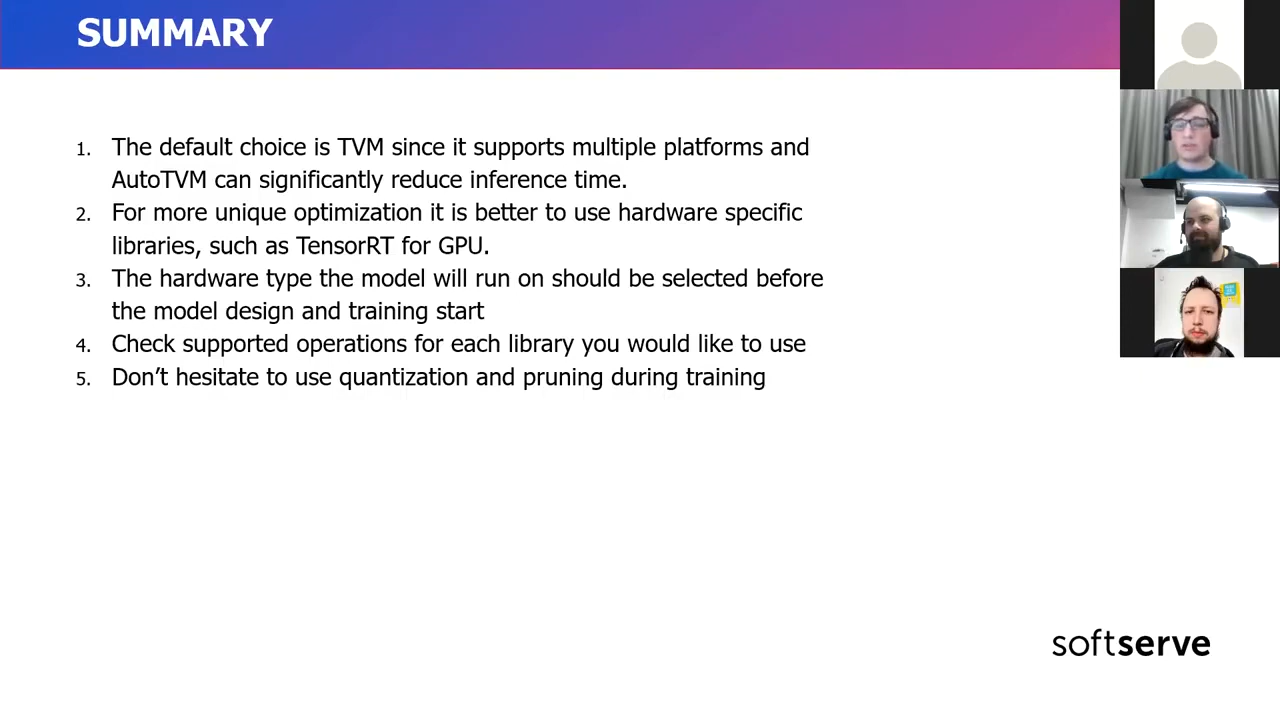 SUMMARY
1. The default choice is TVM since it supports multiple platforms and
AutoTVM can significantly reduce inference time.
2. For more unique optimization it is better to use hardware specific
libraries, such as TensorRT for GPU.
3. The hardware type the model will run on should be selected before
the model design and training start
4. Check supported operations for each library you would like to use
5. Don’t hesitate to use quantization and pruning during training
softserve